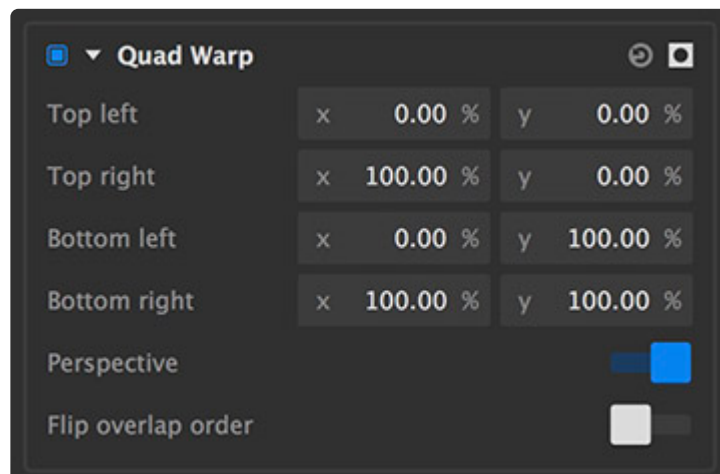 Quad Warp
Top left x 0.00 % y 0.00 %
Top right x 100.00 % y 0.00 %
Bottom left x 0.00 % y 100.00 %
Bottom right x 100.00 % y 100.00 %
Perspective
Flip overlap order